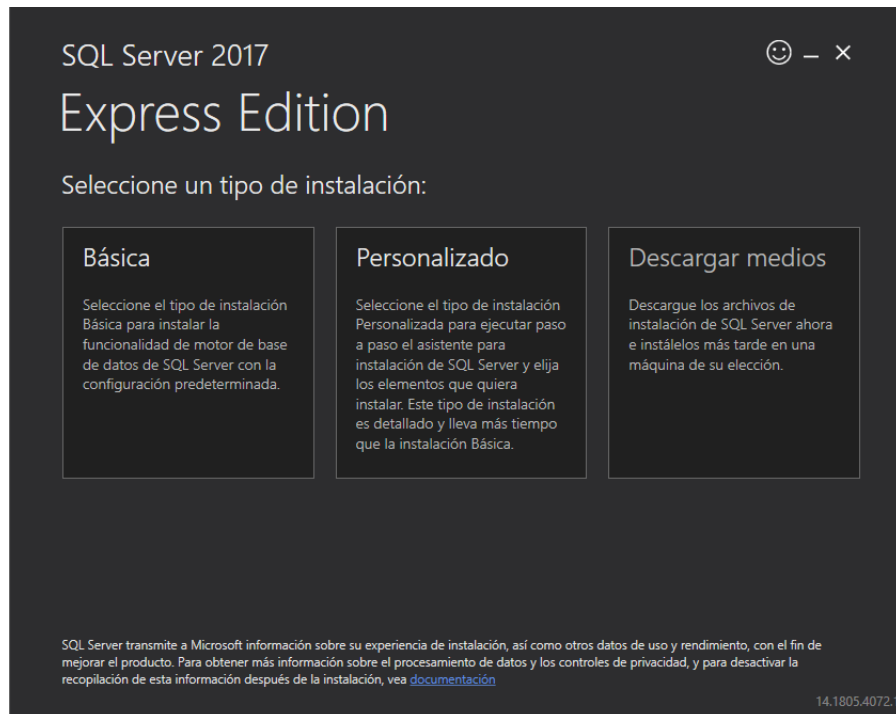 SQL Server 2017
Express Edition
Seleccione un tipo de instalación:
Básica
Seleccione el tipo de instalación
Básica para instalar la
funcionalidad de motor de base
de datos de SQL Server con la
configuración predeterminada.
Personalizado
Seleccione el tipo de instalación
Personalizada para ejecutar paso
a paso el asistente para
instalación de SQL Server y elija
los elementos que quiera
instalar. Este tipo de instalación
es detallado y lleva más tiempo
que la instalación Básica.
Descargar medios
Descargue los archivos de
instalación de SQL Server ahora
e instálelos más tarde en una
máquina de su elección.
SQL Server transmite a Microsoft información sobre su experiencia de instalación, así como otros datos de uso y rendimiento, con el fin de
mejorar el producto. Para obtener más información sobre el procesamiento de datos y los controles de privacidad, y para desactivar la
recopilación de esta información después de la instalación, vea documentación
14.1805.4072.1